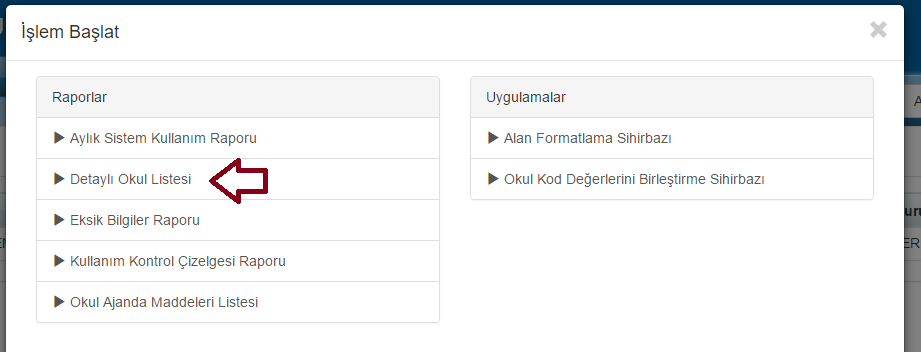 İşlem Başlat
Raporlar
Aylık Sistem Kullanım Raporu
Detaylı Okul Listesi
Eksik Bilgiler Raporu
Kullanım Kontrol Çizelgesi Raporu
Okul Ajanda Maddeleri Listesi
Uygulamalar
Alan Formatlama Sihirbazı
Okul Kod Değerlerini Birleştirme Sihirbazı